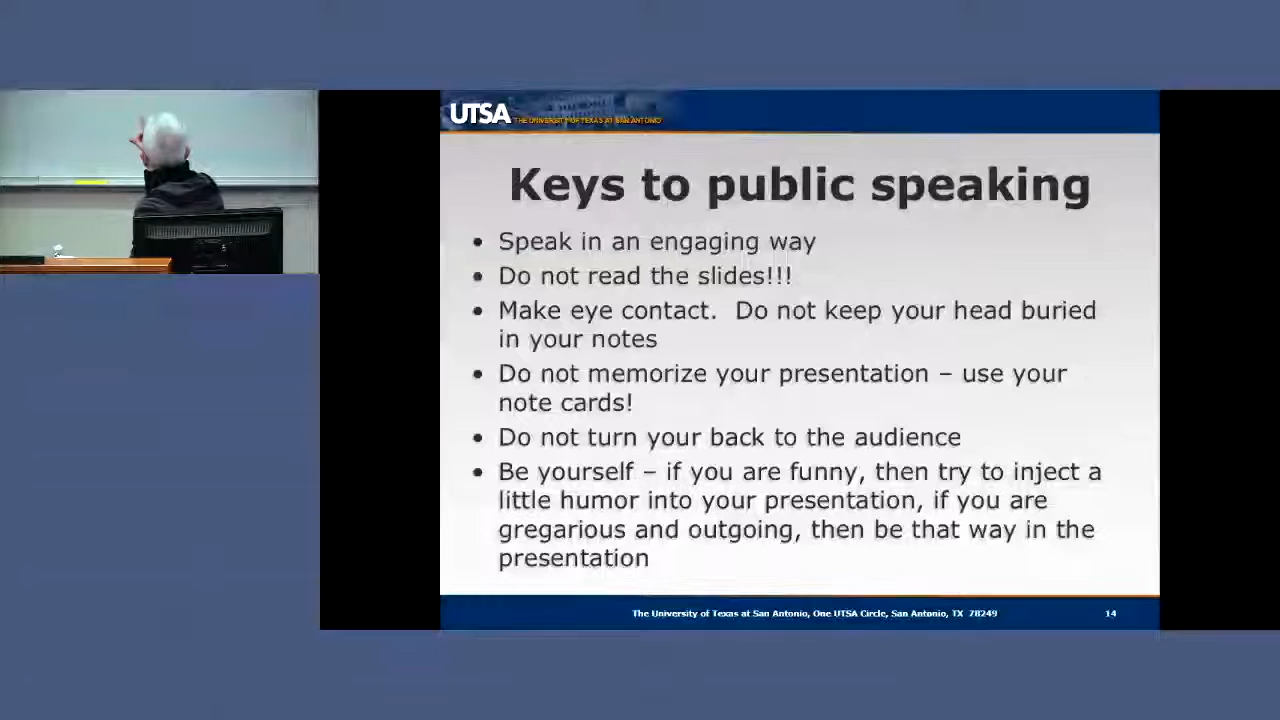 UTSA THE UNIVERSITY OF TEXAS AT SAN ANTONIO
Keys to public speaking
• Speak in an engaging way
• Do not read the slides!!!
• Make eye contact.  Do not keep your head buried
in your notes
• Do not memorize your presentation – use your
note cards!
• Do not turn your back to the audience
• Be yourself – if you are funny, then try to inject a
little humor into your presentation, if you are
gregarious and outgoing, then be that way in the
presentation
The University of Texas at San Antonio, One UTSA Circle, San Antonio, TX  78249 14